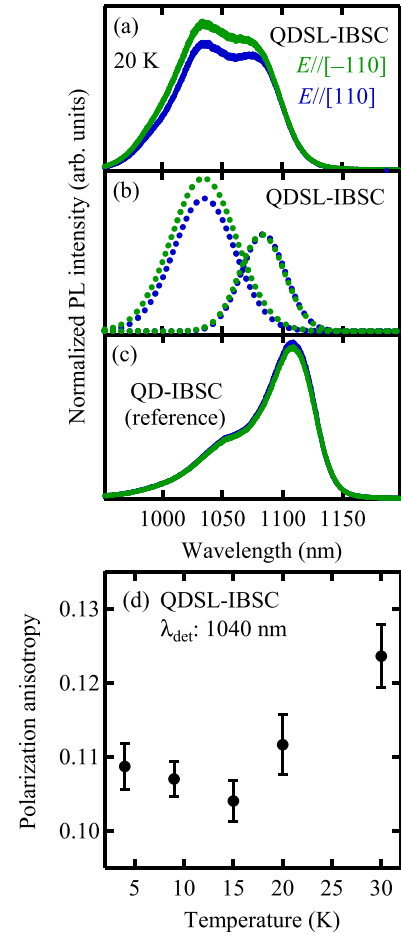 (a) QDSL-IBSC
20 K E//[–110]
E//[110]
(b) QDSL-IBSC
(c)
QD-IBSC
(reference)
Normalized PL intensity (arb. units)
1000 1050 1100 1150
Wavelength (nm)
(d) QDSL-IBSC
λdet: 1040 nm
0.13
0.12
0.11
0.10
Polarization anisotropy
5 10 15 20 25 30
Temperature (K)